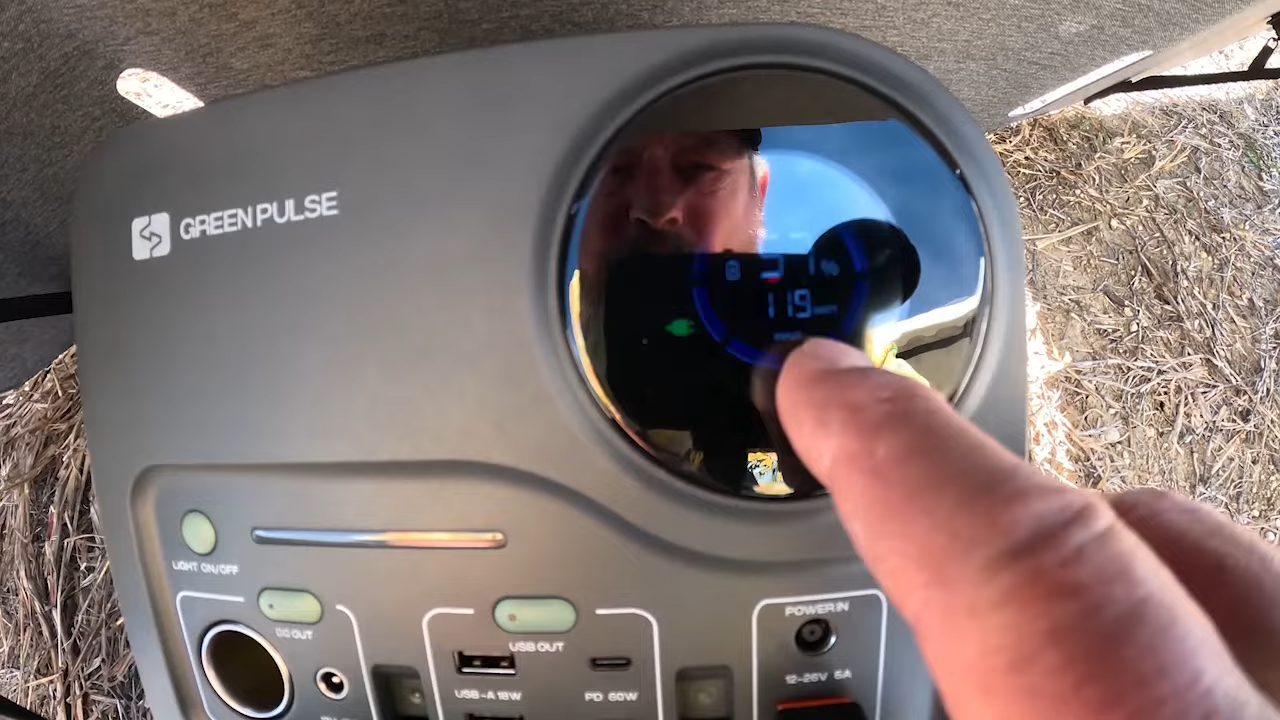 GREEN PULSE
%
119
LIGHT ON/OFF
DC OUT
USB OUT
USB-A 18W
PD 60W
POWER IN
12-26V 5A